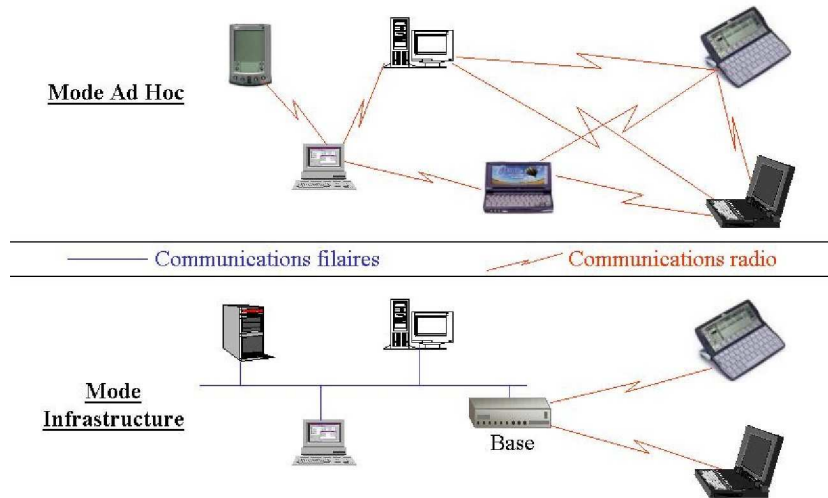 Mode Ad Hoc
Communications filaires
Communications radio
Mode
Infrastructure
Base